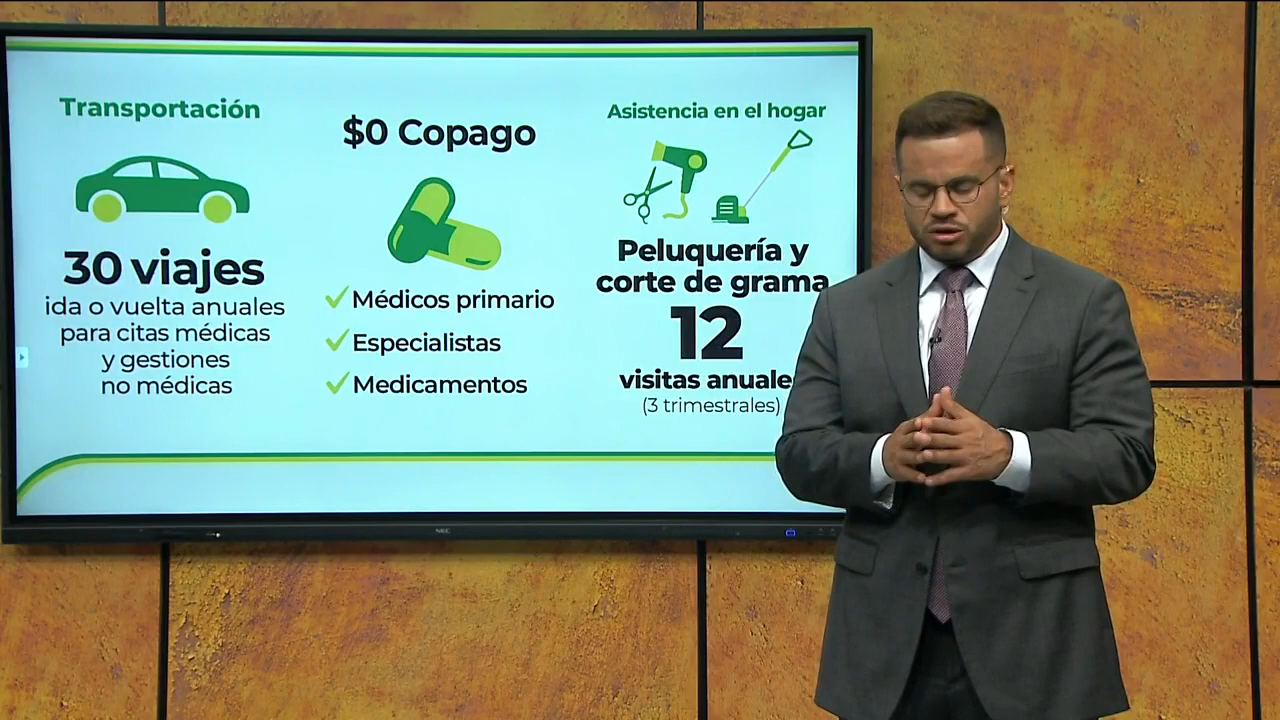 Transportación
30 viajes
ida o vuelta anuales
para citas médicas
y gestiones
no médicas
$0 Copago
Médicos primario
Especialistas
Medicamentos
Asistencia en el hogar
Peluquería y
corte de grama
12
visitas anuale
(3 trimestrales)
NEC